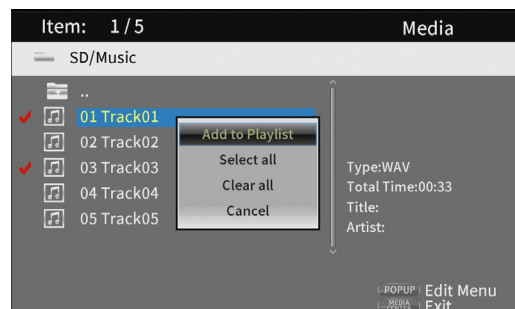 Item: 1/5 Media
SD/Music
..
01 Track01
02 Track02
03 Track03
04 Track04
05 Track05
Add to Playlist
Select all
Clear all
Cancel
Type:WAV
Total Time:00:33
Title:
Artist:
POPUP Edit Menu
MEDIA CENTER Exit